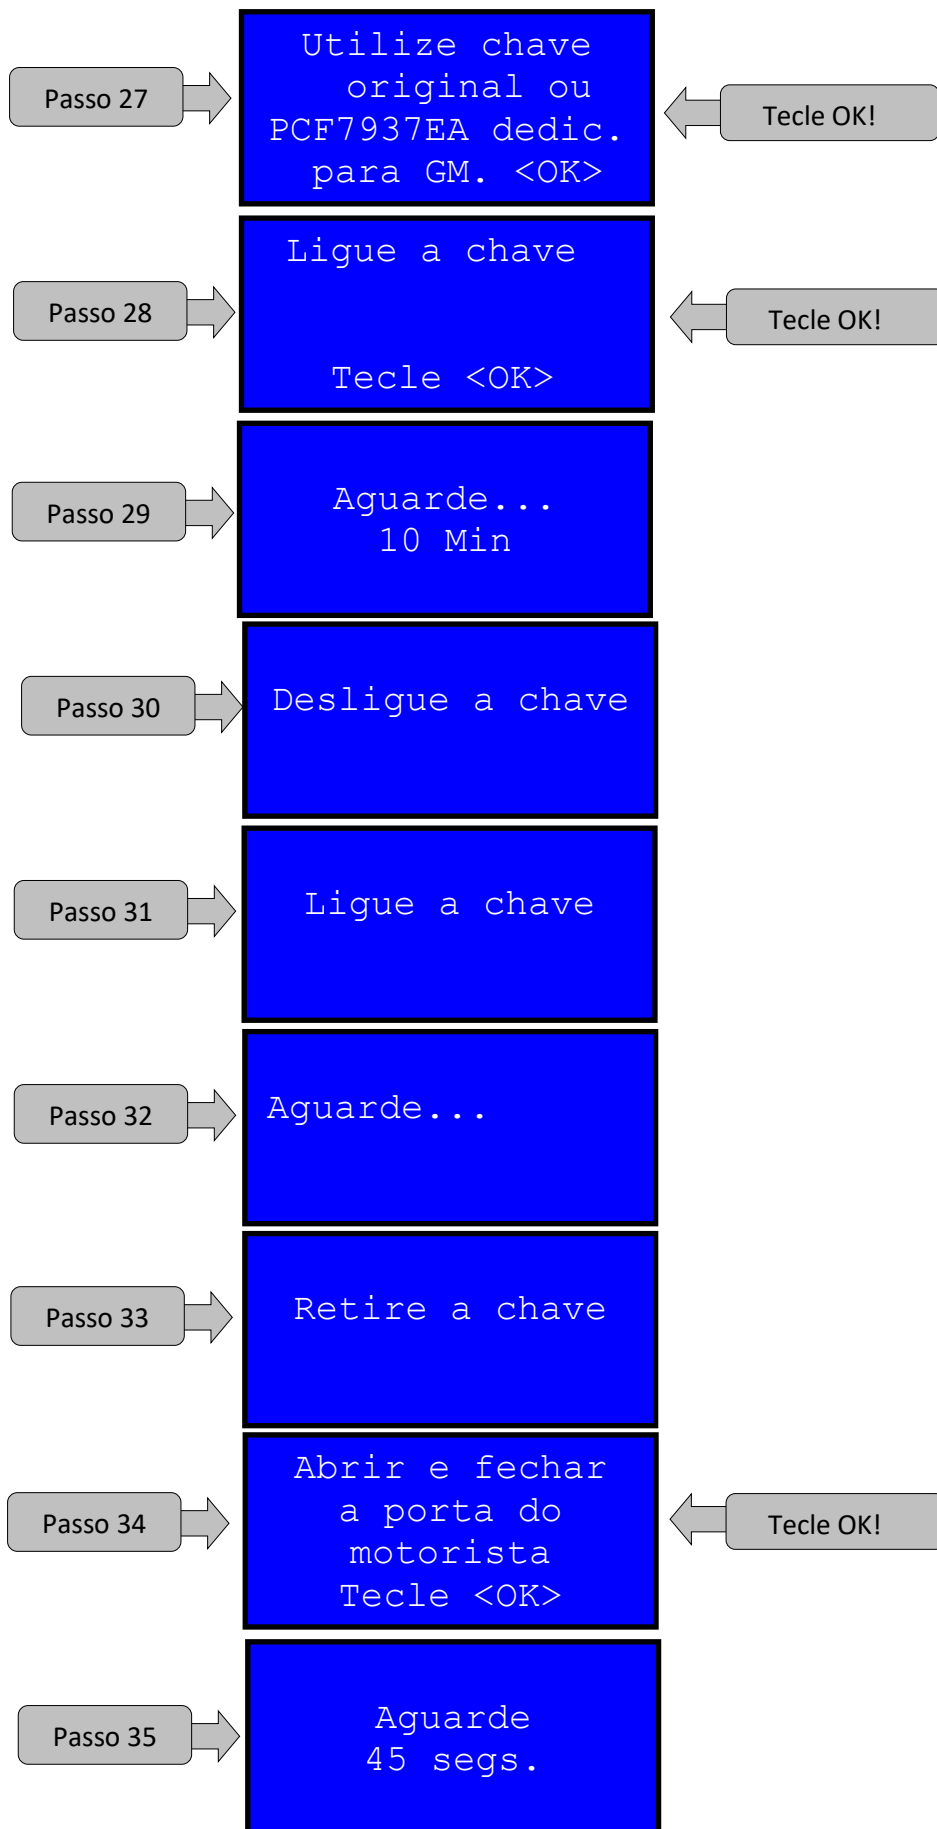 Passo 27
Utilize chave
original ou
PCF7937EA dedic.
para GM. <OK>
Tecle OK!
Passo 28
Ligue a chave
Tecle <OK>
Tecle OK!
Passo 29
Aguarde...
10 Min
Passo 30
Desligue a chave
Passo 31
Ligue a chave
Passo 32
Aguarde...
Passo 33
Retire a chave
Passo 34
Abrir e fechar
a porta do
motorista
Tecle <OK>
Tecle OK!
Passo 35
Aguarde
45 segs.